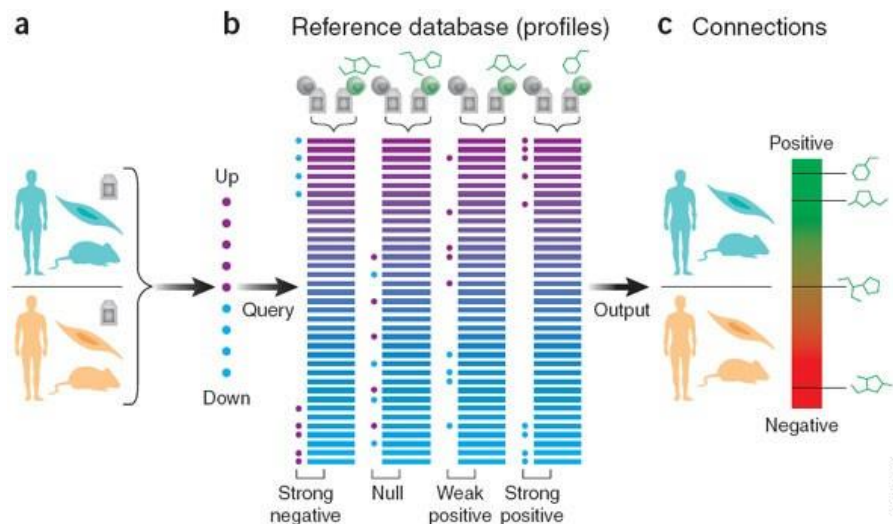 a
b
Reference database (profiles)
c
Connections
Up
Down
Query
Strong
negative
Null
Weak
positive
Strong
positive
Output
Positive
Negative